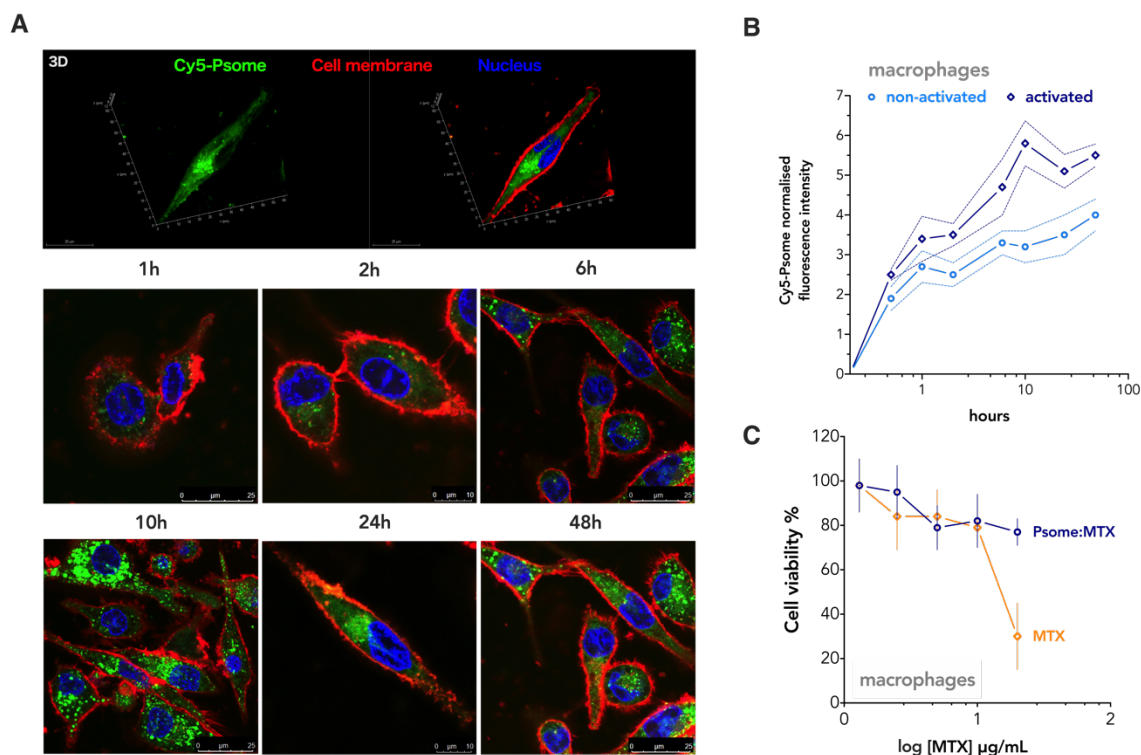 A
3D
Cy5-Psome
Cell membrane
Nucleus
1h
2h
6h
0 µm 25
0 µm 10
0 µm 25
10h
24h
48h
0 µm 25
0 µm 10
0 µm 25
B
macrophages
non-activated
activated
Cy5-Psome normalised
fluorescence intensity
7
6
5
4
3
2
1
0
1
10
100
hours
C
Cell viability %
120
100
80
60
40
20
0
Psome:MTX
MTX
macrophages
0
1
2
log [MTX] µg/mL